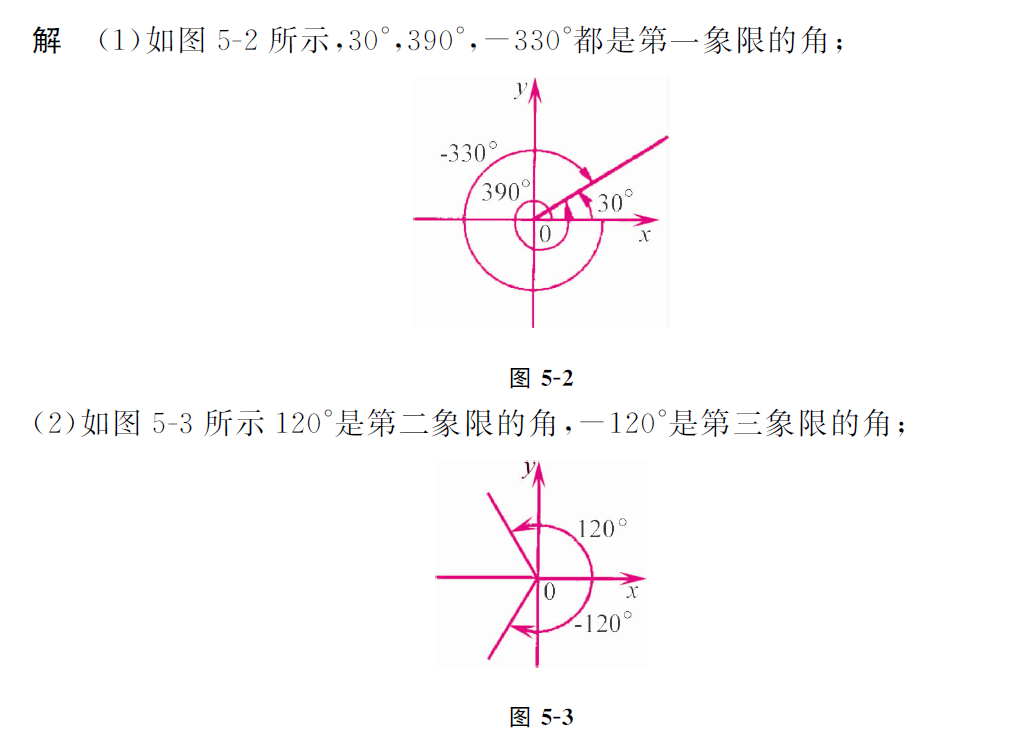 解 (1)如图 5-2 所示,30°,390°,－330°都是第一象限的角;
y
-330°
390°
30°
0
x
图 5-2
(2)如图 5-3 所示 120°是第二象限的角,－120°是第三象限的角;
y
120°
0
x
-120°
图 5-3